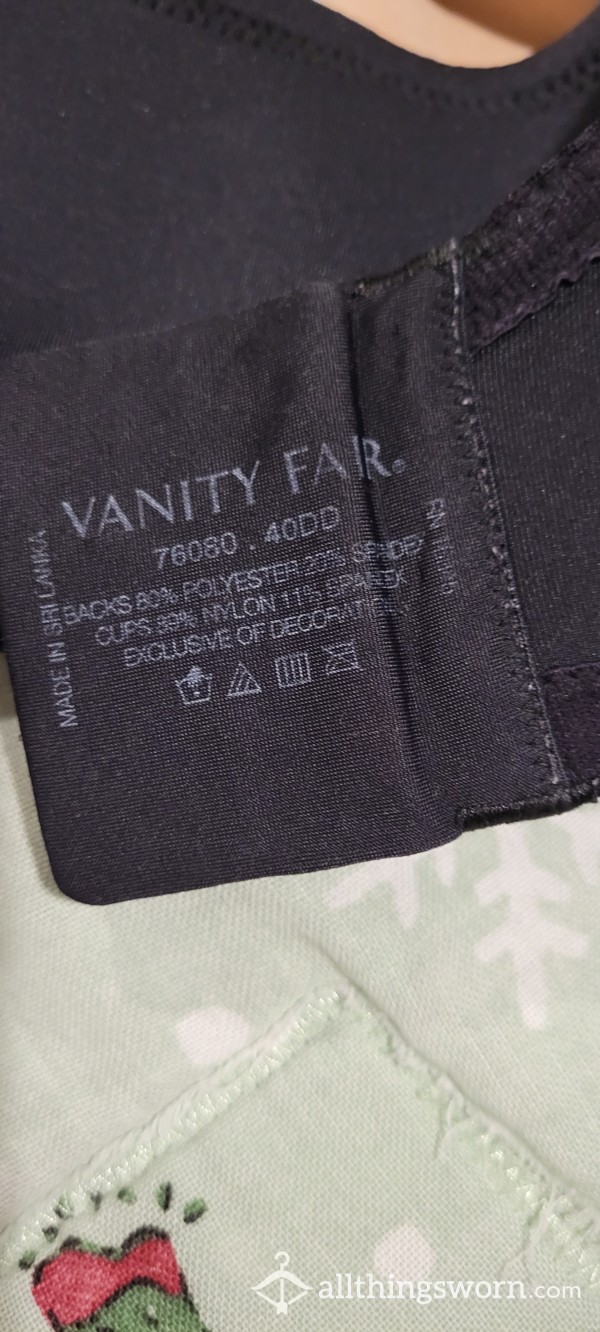 VANITY FAIR.
76080 . 40DD
BACKS 80% POLYESTER 20% SPANDEX
CUPS 89% NYLON 11% SPANDEX
EXCLUSIVE OF DECORATION
MADE IN SRI LANKA
allthingsworn.com